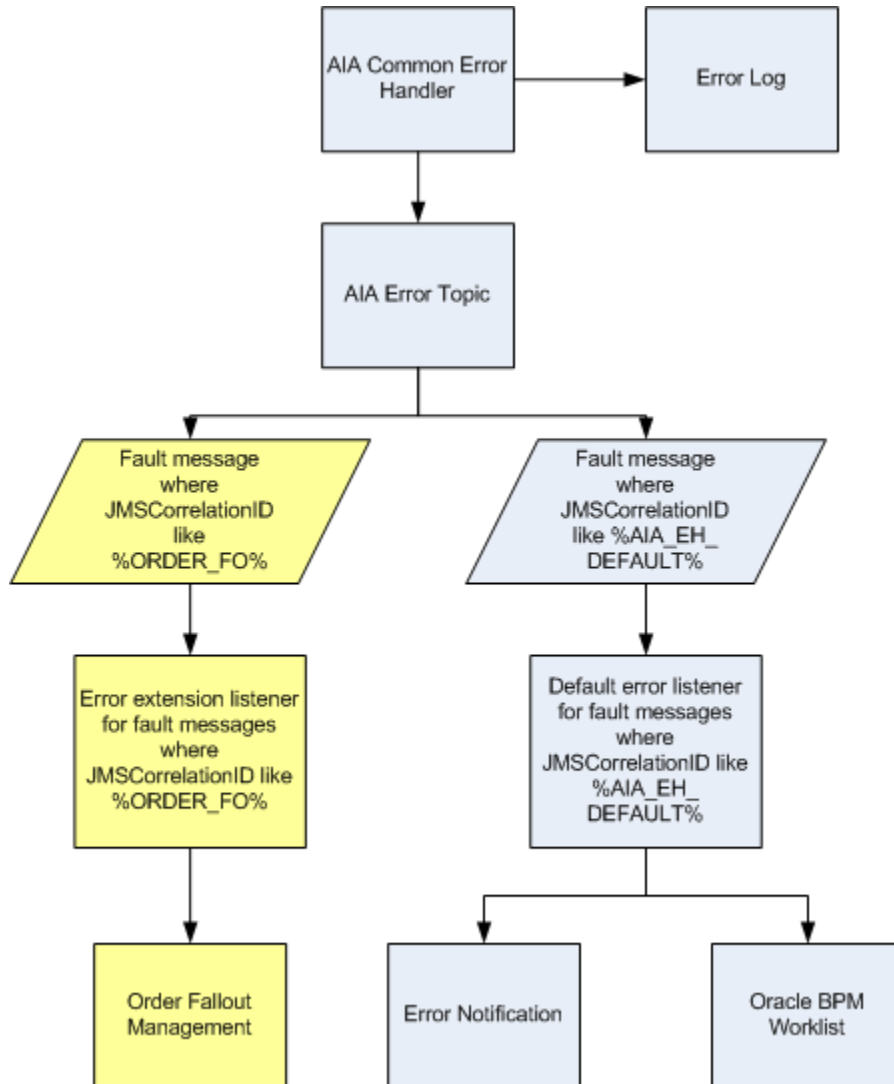 AIA Common Error
Handler
Error Log
AIA Error Topic
Fault message
where
JMSCorrelationID
like
%ORDER_FO%
Fault message
where
JMSCorrelationID
like %AIA_EH_
DEFAULT%
Error extension listener
for fault messages
where
JMSCorrelationID like
%ORDER_FO%
Default error listener
for fault messages
where
JMSCorrelationID like
%AIA_EH_
DEFAULT%
Order Fallout
Management
Error Notification
Oracle BPM
Worklist